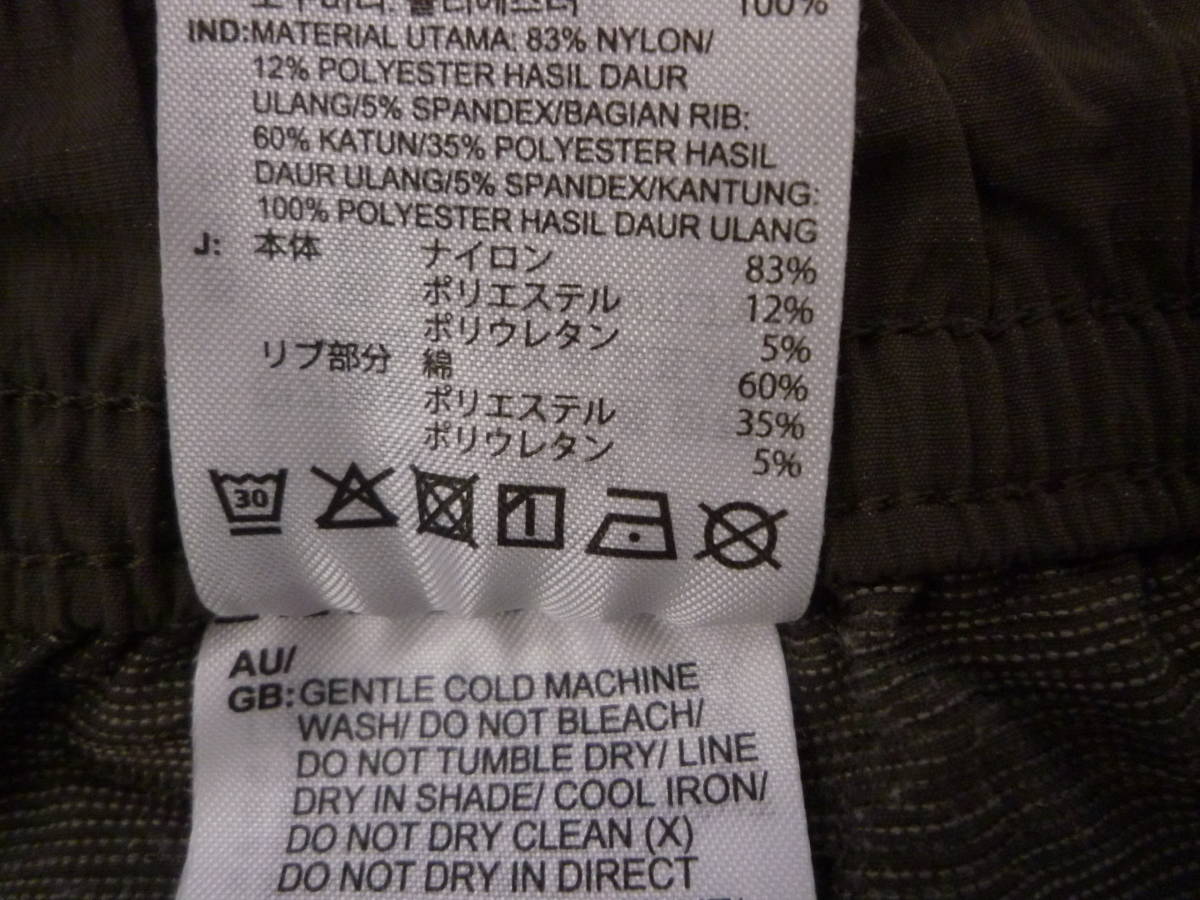 100%
IND:MATERIAL UTAMA: 83% NYLON/
12% POLYESTER HASIL DAUR
ULANG/5% SPANDEX/BAGIAN RIB:
60% KATUN/35% POLYESTER HASIL
DAUR ULANG/5% SPANDEX/KANTUNG:
100% POLYESTER HASIL DAUR ULANG
J: 本体 ナイロン 83%
ポリエステル 12%
ポリウレタン 5%
リブ部分 綿 60%
ポリエステル 35%
ポリウレタン 5%
30
AU/
GB:GENTLE COLD MACHINE
WASH/ DO NOT BLEACH/
DO NOT TUMBLE DRY/ LINE
DRY IN SHADE/ COOL IRON/
DO NOT DRY CLEAN (X)
DO NOT DRY IN DIRECT